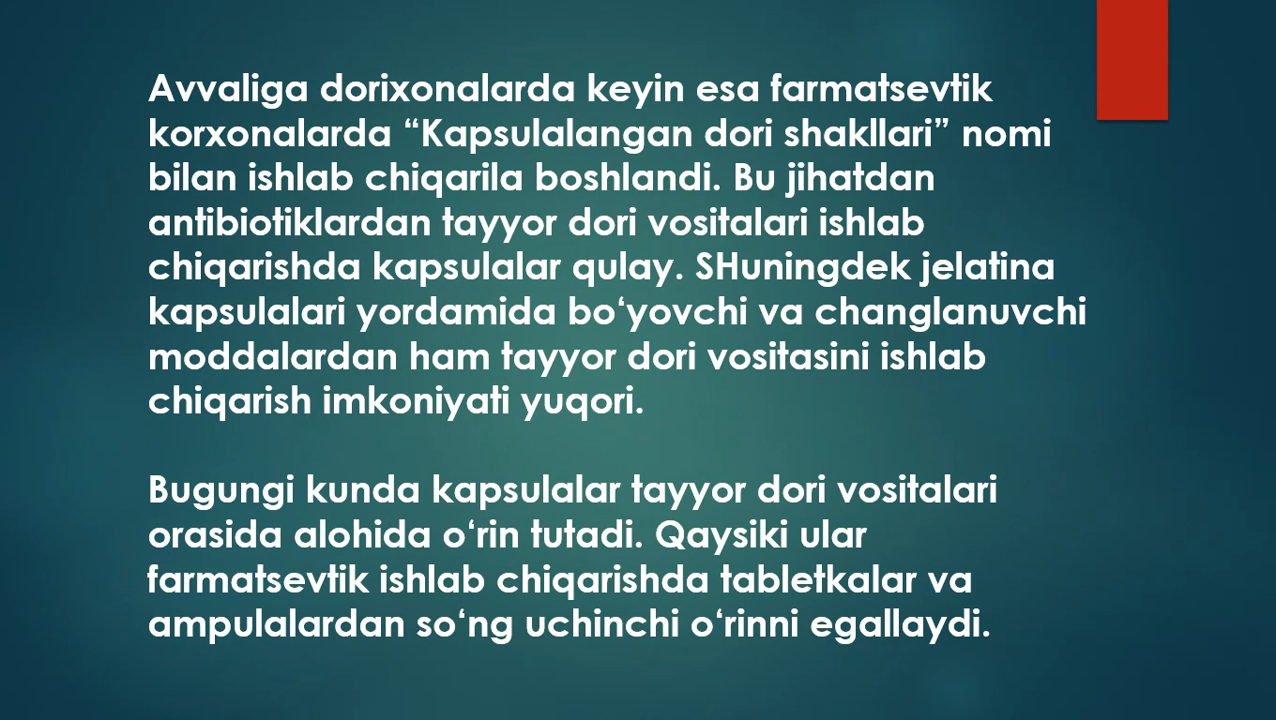 Avvaliga dorixonalarda keyin esa farmatsevtik
korxonalarda “Kapsulalangan dori shakllari” nomi
bilan ishlab chiqarila boshlandi. Bu jihatdan
antibiotiklardan tayyor dori vositalari ishlab
chiqarishda kapsulalar qulay. SHuningdek jelatina
kapsulalari yordamida bo‘yovchi va changlanuvchi
moddalardan ham tayyor dori vositasini ishlab
chiqarish imkoniyati yuqori.
Bugungi kunda kapsulalar tayyor dori vositalari
orasida alohida o‘rin tutadi. Qaysiki ular
farmatsevtik ishlab chiqarishda tabletkalar va
ampulalardan so‘ng uchinchi o‘rinni egallaydi.